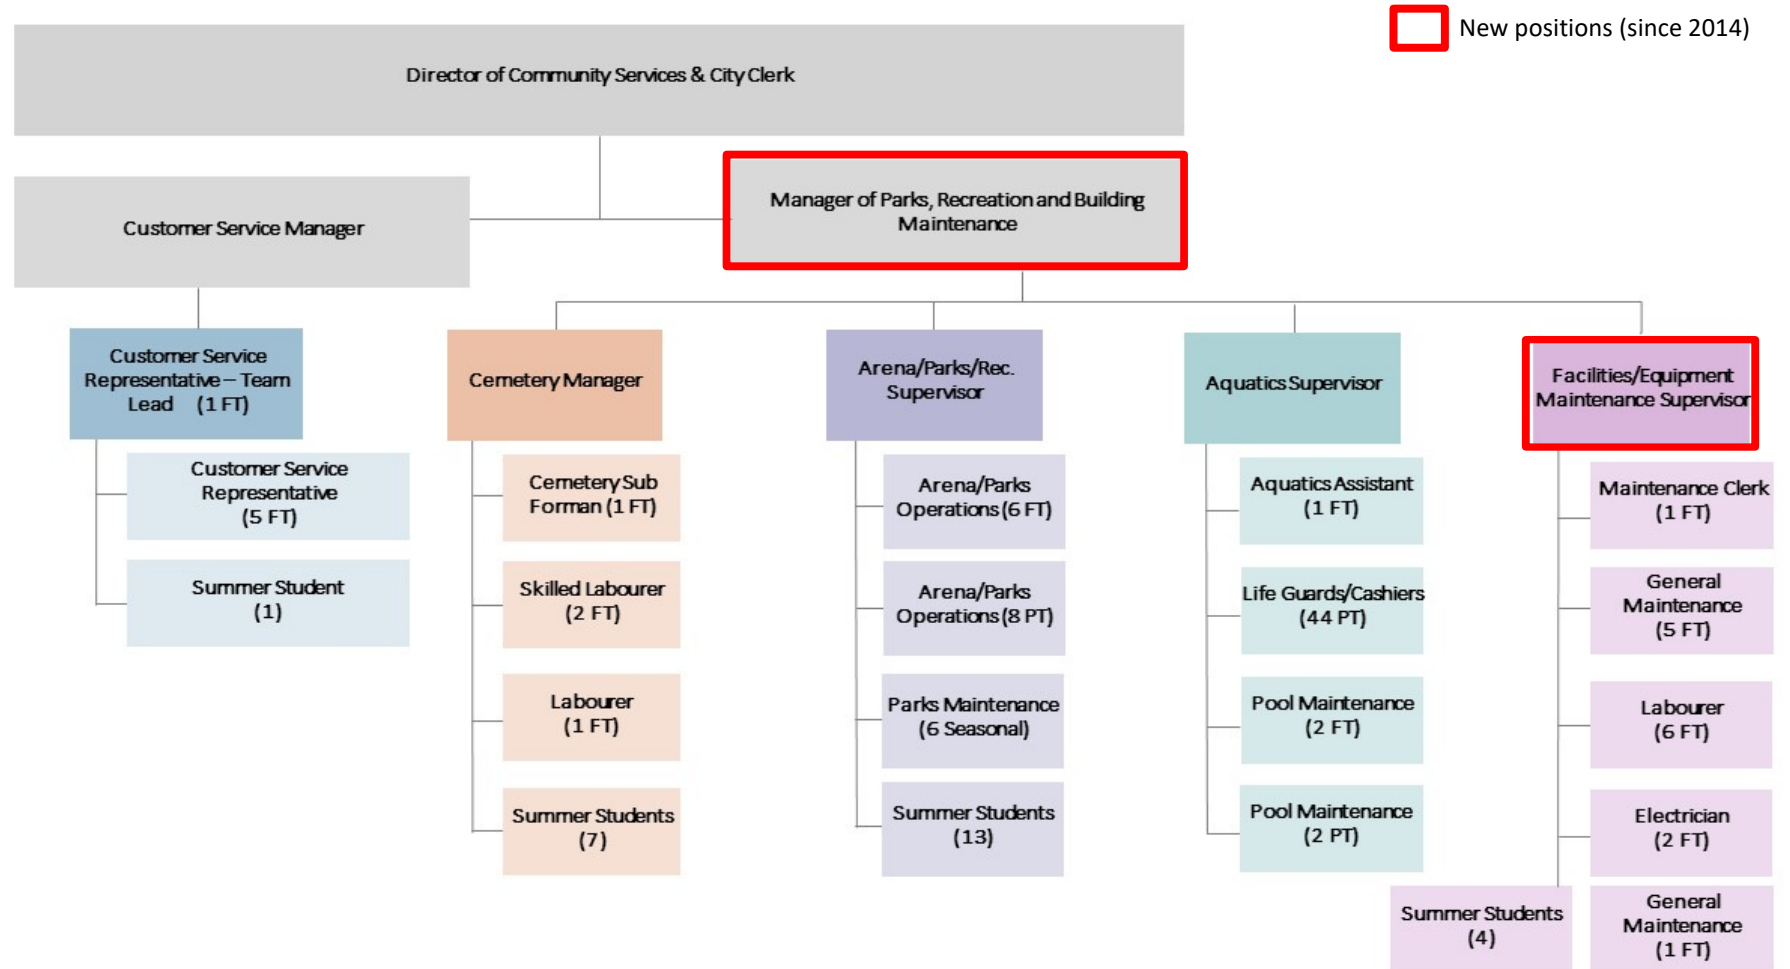 New positions (since 2014)
Director of Community Services & City Clerk
Customer Service Manager
Manager of Parks, Recreation and Building
Maintenance
Customer Service
Representative – Team
Lead (1 FT)
Customer Service
Representative
(5 FT)
Summer Student
(1)
Cemetery Manager
Cemetery Sub
Forman (1 FT)
Skilled Labourer
(2 FT)
Labourer
(1 FT)
Summer Students
(7)
Arena/Parks/Rec.
Supervisor
Arena/Parks
Operations (6 FT)
Arena/Parks
Operations (8 PT)
Parks Maintenance
(6 Seasonal)
Summer Students
(13)
Aquatics Supervisor
Aquatics Assistant
(1 FT)
Life Guards/Cashiers
(44 PT)
Pool Maintenance
(2 FT)
Pool Maintenance
(2 PT)
Facilities/Equipment
Maintenance Supervisor
Maintenance Clerk
(1 FT)
General
Maintenance
(5 FT)
Labourer
(6 FT)
Electrician
(2 FT)
Summer Students
(4)
General
Maintenance
(1 FT)